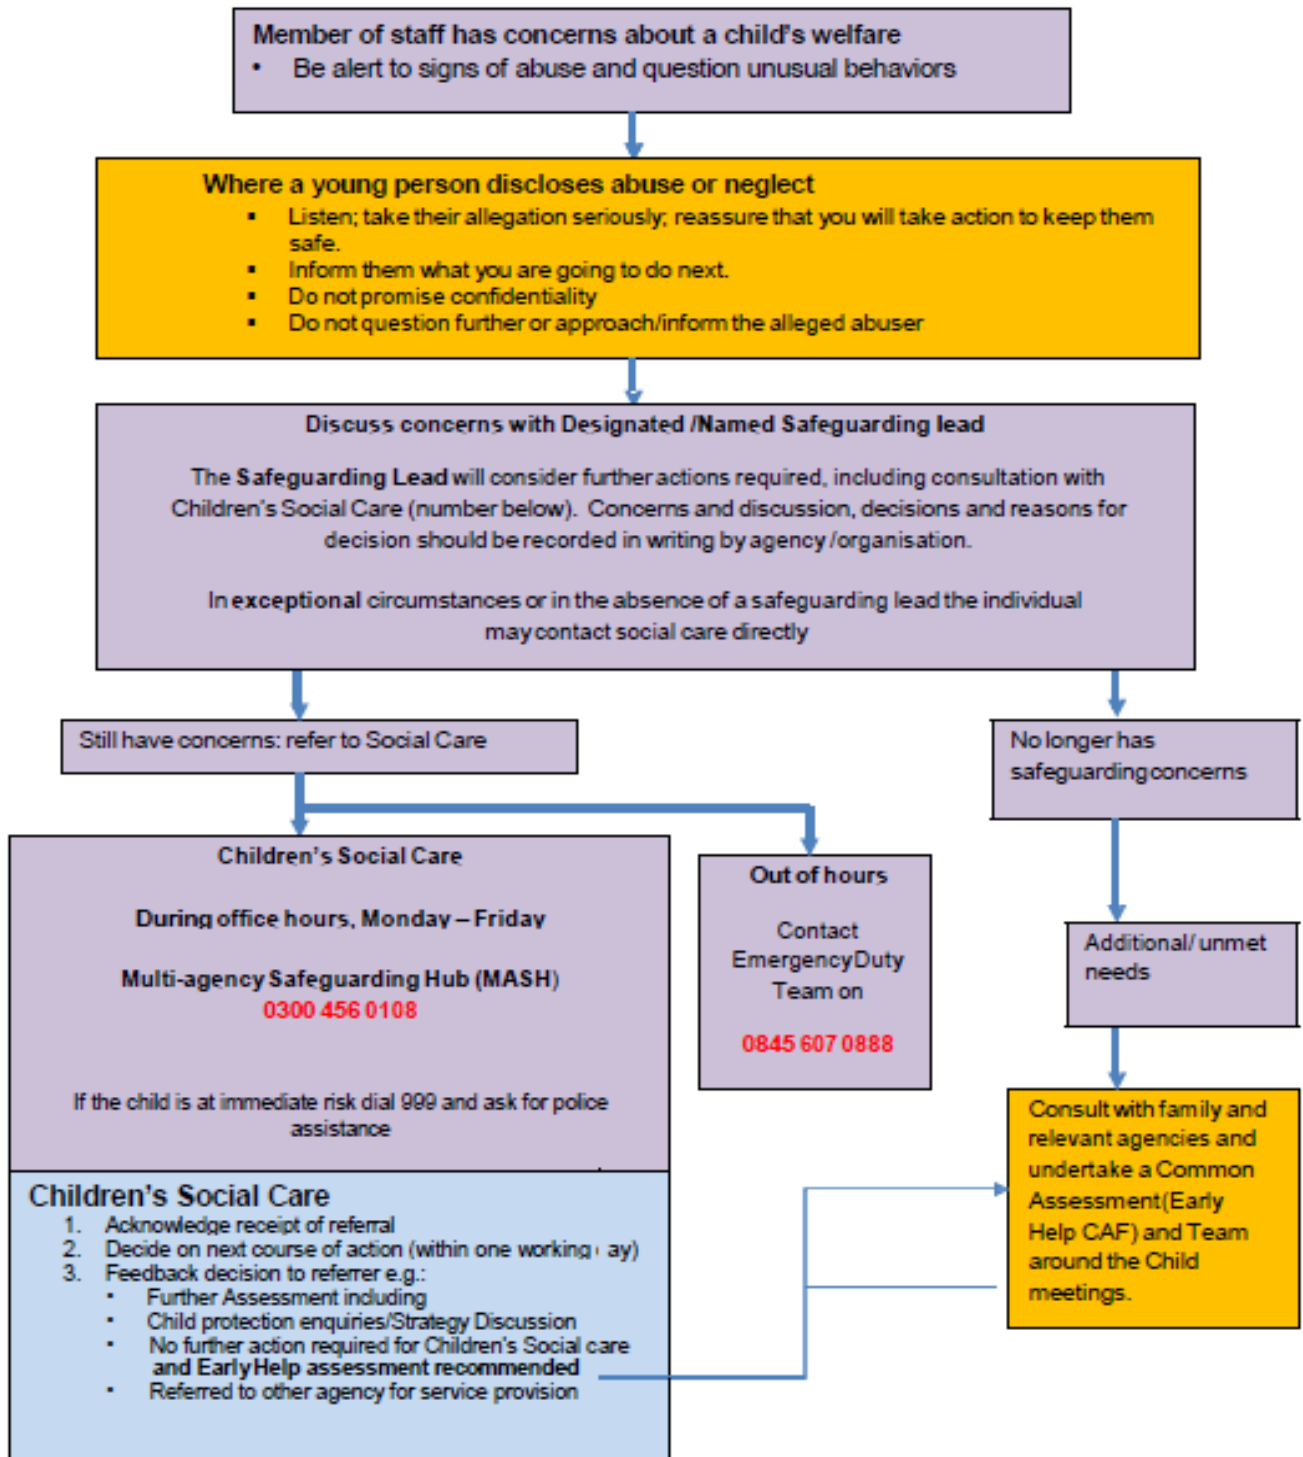 Member of staff has concerns about a child's welfare
• Be alert to signs of abuse and question unusual behaviors
Where a young person discloses abuse or neglect
▪ Listen; take their allegation seriously; reassure that you will take action to keep them
safe.
▪ Inform them what you are going to do next.
▪ Do not promise confidentiality
▪ Do not question further or approach/inform the alleged abuser
Discuss concerns with Designated /Named Safeguarding lead
The Safeguarding Lead will consider further actions required, including consultation with
Children's Social Care (number below). Concerns and discussion, decisions and reasons for
decision should be recorded in writing by agency /organisation.
In exceptional circumstances or in the absence of a safeguarding lead the individual
may contact social care directly
Still have concerns: refer to Social Care
No longer has
safeguarding concerns
Children's Social Care
During office hours, Monday – Friday
Multi-agency Safeguarding Hub (MASH)
0300 456 0108
If the child is at immediate risk dial 999 and ask for police
assistance
Out of hours
Contact
Emergency Duty
Team on
0845 607 0888
Additional/ unmet
needs
Consult with family and
relevant agencies and
undertake a Common
Assessment (Early
Help CAF) and Team
around the Child
meetings.
Children's Social Care
1. Acknowledge receipt of referral
2. Decide on next course of action (within one working ay)
3. Feedback decision to referrer e.g.:
▪ Further Assessment including
▪ Child protection enquiries/Strategy Discussion
▪ No further action required for Children's Social care
and Early Help assessment recommended
▪ Referred to other agency for service provision